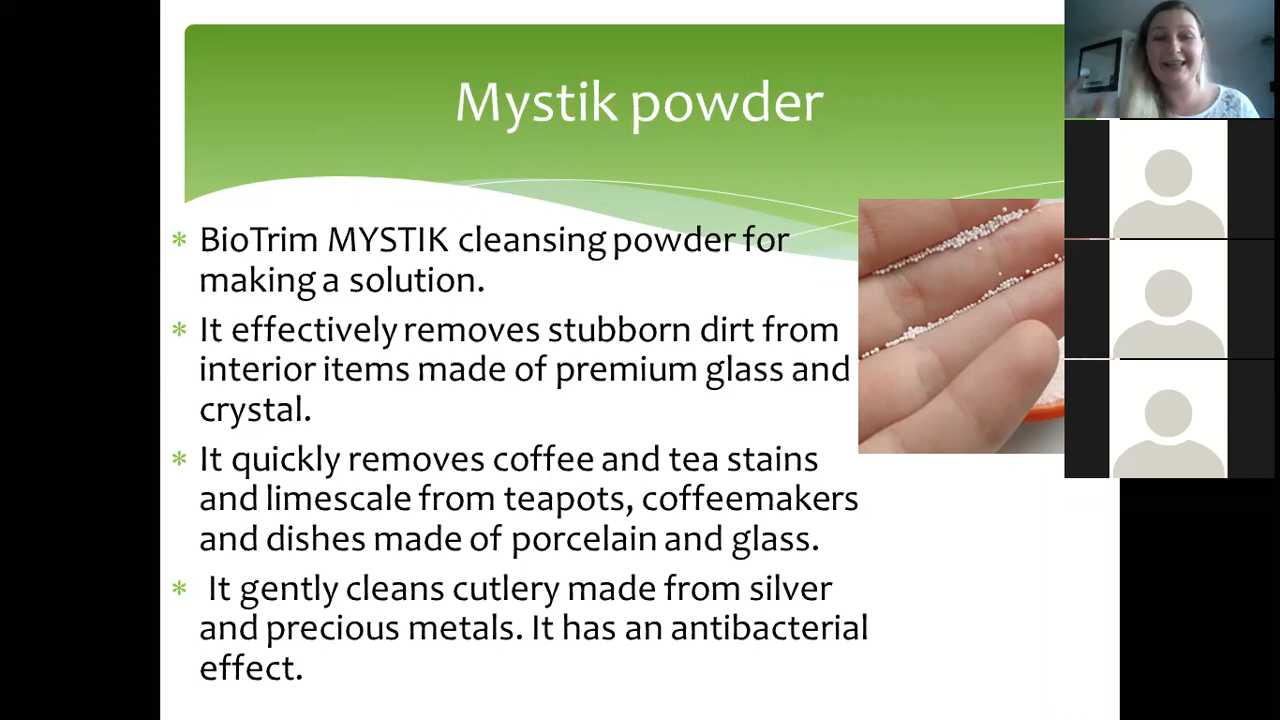 Mystik powder
* BioTrim MYSTIK cleansing powder for
making a solution.
* It effectively removes stubborn dirt from
interior items made of premium glass and
crystal.
* It quickly removes coffee and tea stains
and limescale from teapots, coffeemakers
and dishes made of porcelain and glass.
* It gently cleans cutlery made from silver
and precious metals. It has an antibacterial
effect.